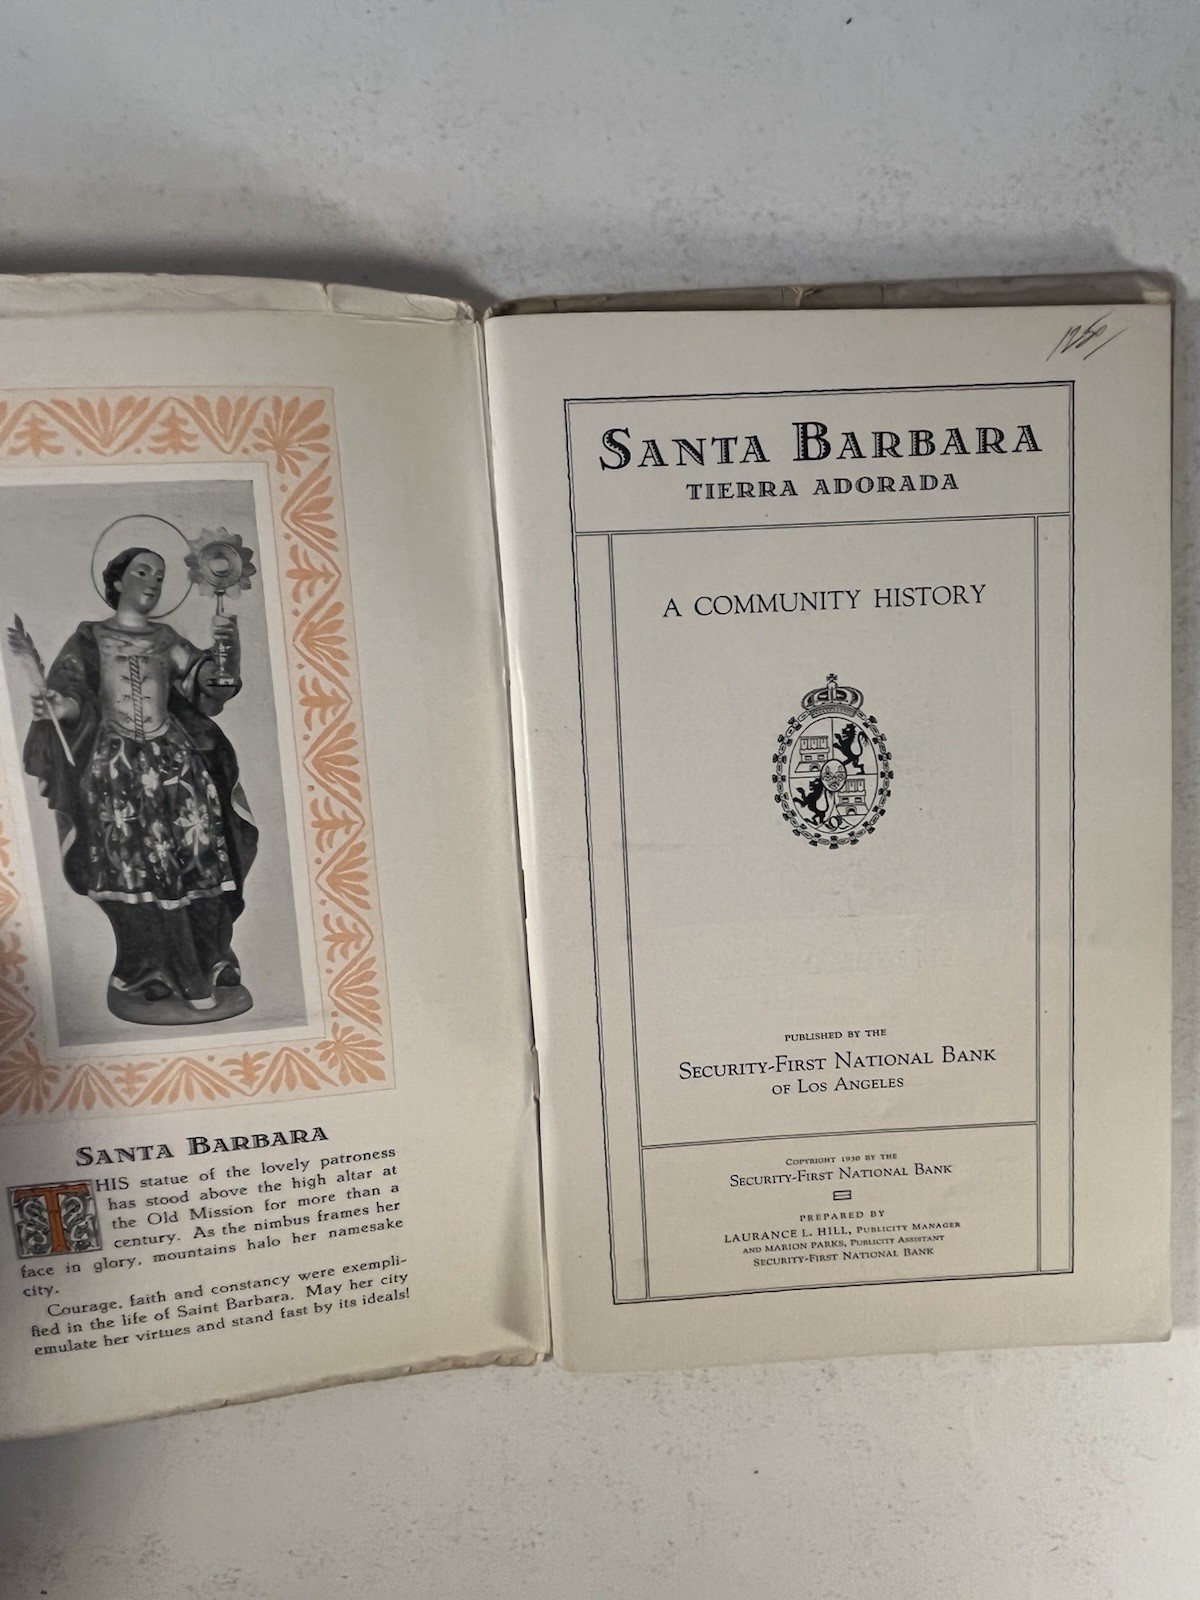 SANTA BARBARA
THIS statue of the lovely patroness
has stood above the high altar at
the Old Mission for more than a
century. As the nimbus frames her
face in glory, mountains halo her namesake
city.
Courage, faith and constancy were exempli-
fied in the life of Saint Barbara. May her city
emulate her virtues and stand fast by its ideals!
SANTA BARBARA
TIERRA ADORADA
A COMMUNITY HISTORY
PUBLISHED BY THE
SECURITY-FIRST NATIONAL BANK
OF LOS ANGELES
COPYRIGHT 1930 BY THE
SECURITY-FIRST NATIONAL BANK
PREPARED BY
LAURANCE L. HILL, PUBLICITY MANAGER
AND MARION PARKS, PUBLICITY ASSISTANT
SECURITY-FIRST NATIONAL BANK